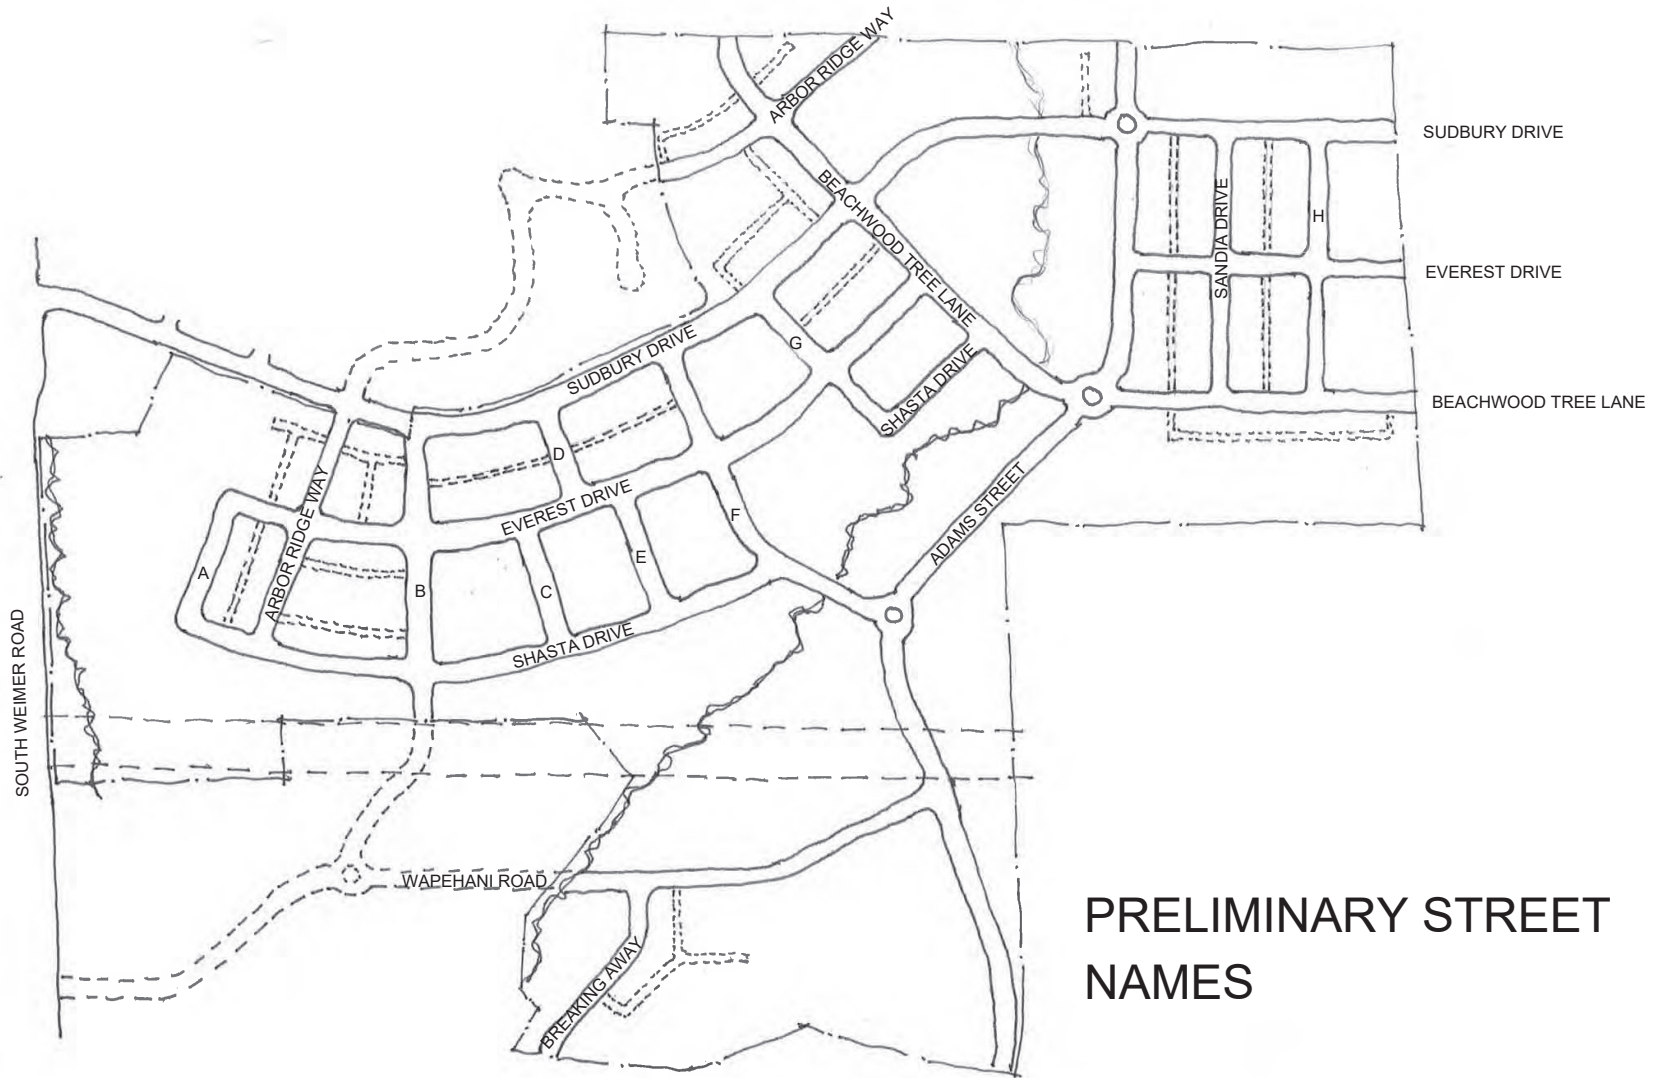 ARBOR RIDGE WAY
SUDBURY DRIVE
BEACHWOOD TREE LANE
SANDIA DRIVE
H
EVEREST DRIVE
G
SUDBURY DRIVE
SHASTA DRIVE
BEACHWOOD TREE LANE
D
ARBOR RIDGE WAY
EVEREST DRIVE
F
ADAMS STREET
E
A
B
C
SHASTA DRIVE
SOUTH WEIMER ROAD
WAPEHANI ROAD
BREAKING AWAY
PRELIMINARY STREET
NAMES